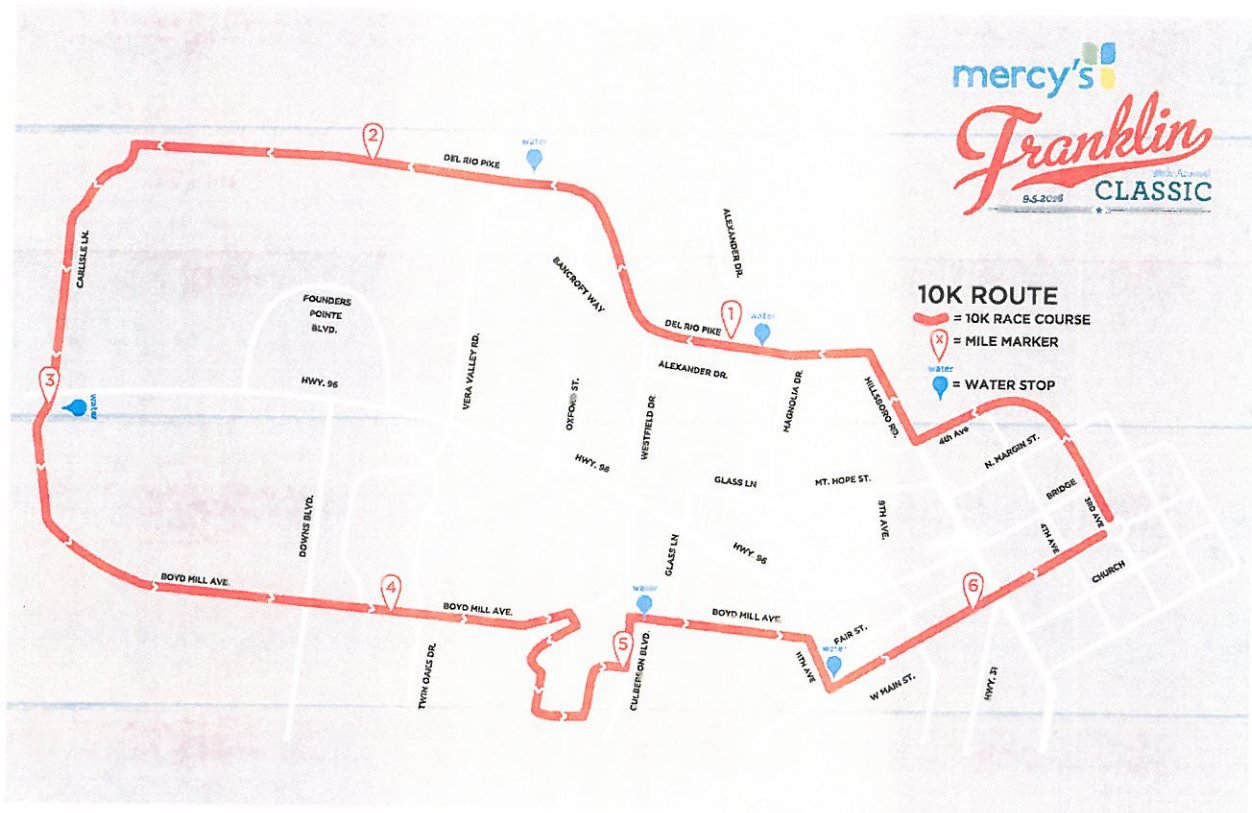 mercy's
Franklin
CLASSIC
10K ROUTE
= 10K RACE COURSE
X = MILE MARKER
water
= WATER STOP
2
DEL RIO PIKE
water
ALEXANDER DR.
CARLISLE LN.
BANCROFT WAY
FOUNDERS
POINTE
BLVD.
1
DEL RIO PIKE
water
ALEXANDER DR.
VERA VALLEY RD.
HWY. 96
3
water
OXFORD ST.
WESTFIELD DR.
MAGNOLIA DR.
HILLSBORO RD.
4th Ave
N. MARGIN ST.
HWY. 96
GLASS LN
MT. HOPE ST.
BRIDGE
3RD AVE
9TH AVE.
4TH AVE
DOWNS BLVD.
GLASS LN
HWY. 96
CHURCH
BOYD MILL AVE.
4
BOYD MILL AVE.
water
BOYD MILL AVE.
6
5
FAIR ST.
11TH AVE
water
CULBERSON BLVD.
TWIN OAKS DR.
W MAIN ST.
HWY. 31